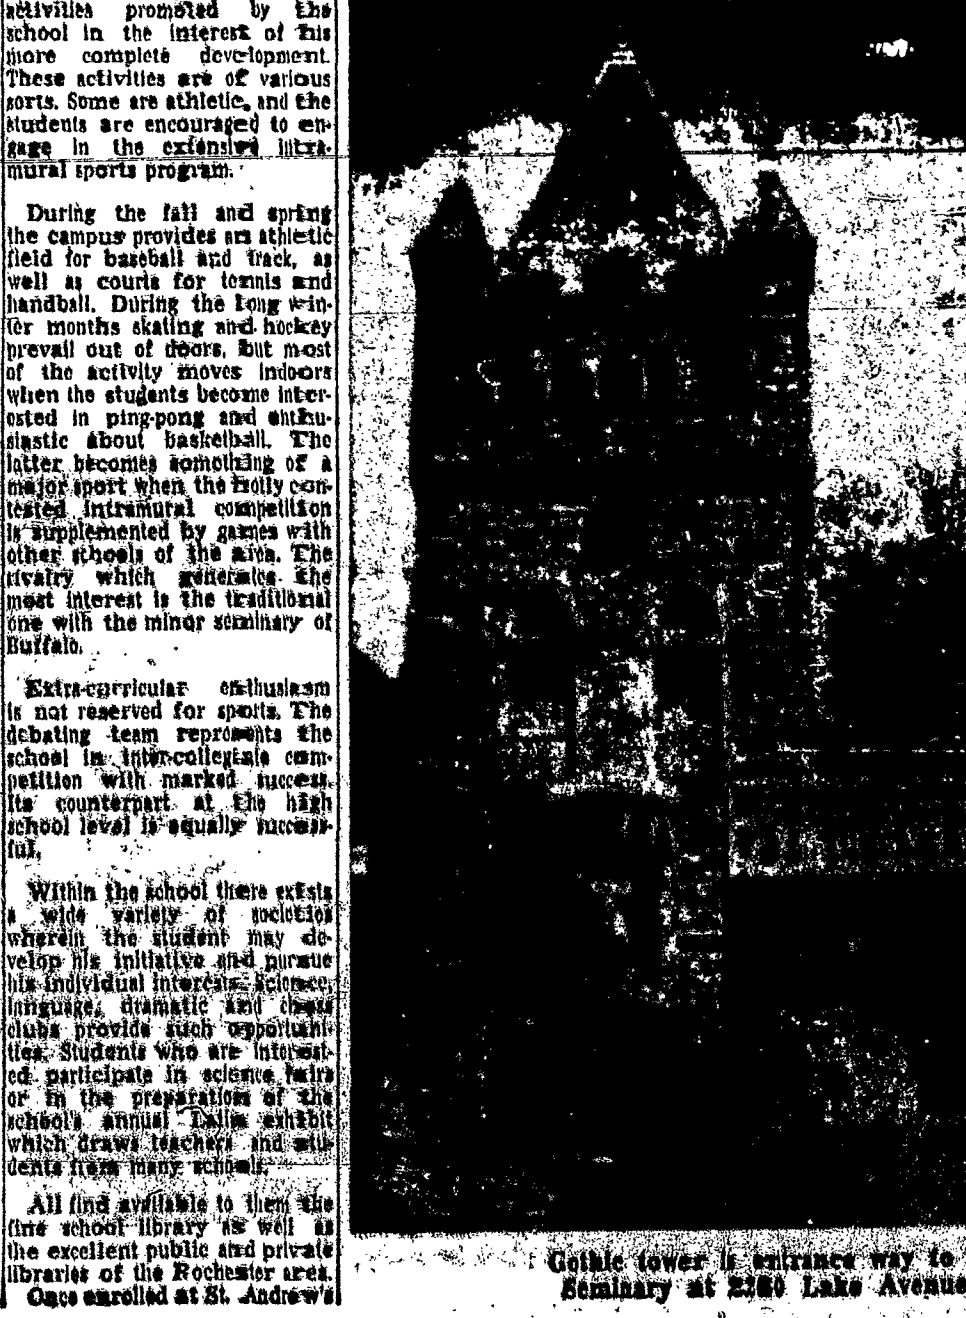 activities promoted by the
school in the interest of his
more complete development.
These activities are of various
sorts. Some are athletic, and the
students are encouraged to en-
gage in the extensive intra-
mural sports program.
During the fall and spring
the campus provides an athletic
field for baseball and track, as
well as courts for tennis and
handball. During the long win-
ter months skating and hockey
prevail out of doors, but most
of the activity moves indoors
when the students become inter-
ested in ping-pong and enthu-
siastic about basketball. The
latter becomes something of a
major sport when the hotly con-
tested intramural competition
is supplemented by games with
other schools of the area. The
rivalry which generates the
most interest is the traditional
one with the minor seminary of
Buffalo.
Extra-curricular enthusiasm
is not reserved for sports. The
debating team represents the
school in inter-collegiate com-
petition with marked success.
Its counterpart at the high
school level is equally success-
ful.
Within the school there exists
a wide variety of societies
wherein the student may de-
velop his initiative and pursue
his individual interests. Science,
language, dramatic and chess
clubs provide such opportuni-
ties. Students who are interest-
ed participate in science fairs
or in the preparation of the
school's annual Latin exhibit
which draws teachers and stu-
dents from many schools.
All find available to them the
fine school library as well as
the excellent public and private
libraries of the Rochester area.
Once enrolled at St. Andrew's
Gothic tower is entrance way to
Seminary at Lake Avenue